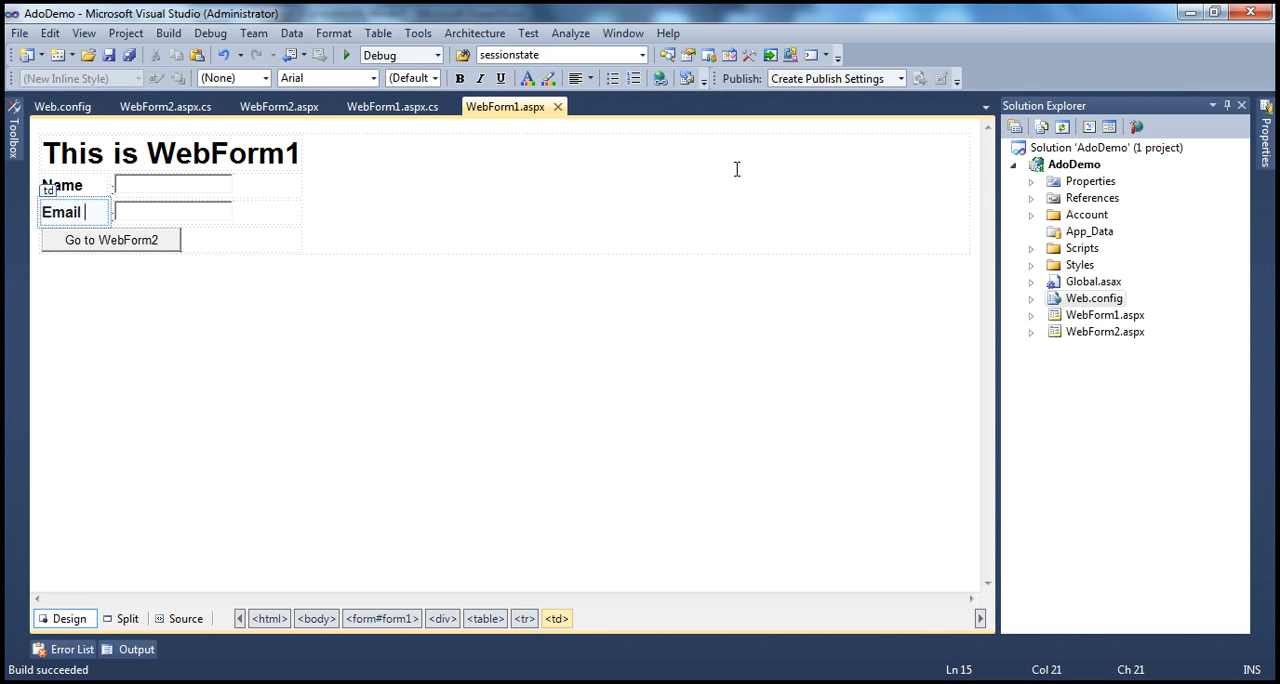 AdoDemo - Microsoft Visual Studio (Administrator)
File Edit View Project Build Debug Team Data Format Table Tools Architecture Test Analyze Window Help
Debug sessionstate
(New Inline Style) (None) Arial (Default B I U A Publish: Create Publish Settings
Web.config WebForm2.aspx.cs WebForm2.aspx WebForm1.aspx.cs WebForm1.aspx
Solution Explorer
Toolbox
Properties
This is WebForm1
Name
td
Email
Go to WebForm2
Solution 'AdoDemo' (1 project)
AdoDemo
Properties
References
Account
App_Data
Scripts
Styles
Global.asax
Web.config
WebForm1.aspx
WebForm2.aspx
Design Split Source <html> <body> <form#form1> <div> <table> <tr> <td>
Error List Output
Build succeeded Ln 15 Col 21 Ch 21 INS